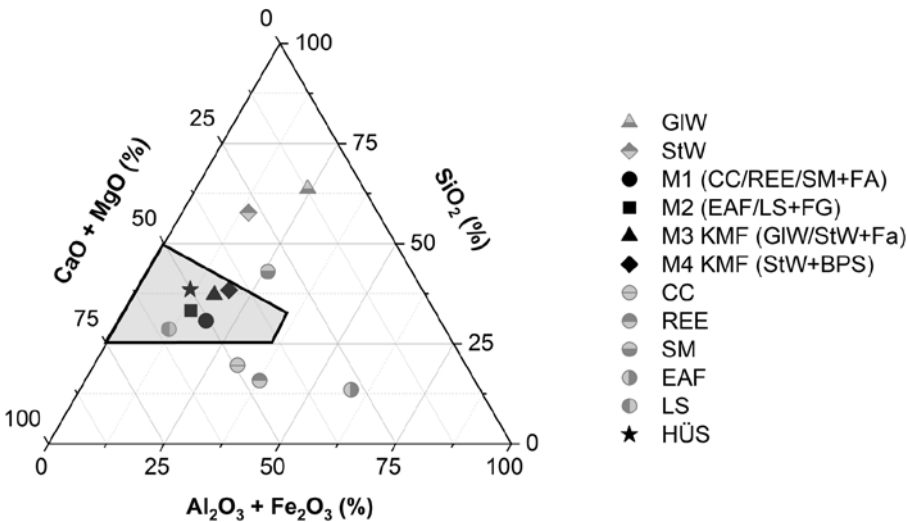 0
100
25
75
CaO + MgO (%)
SiO₂ (%)
50
50
75
25
100
0
0
25
50
75
100
Al₂O₃ + Fe₂O₃ (%)
GlW
StW
M1 (CC/REE/SM+FA)
M2 (EAF/LS+FG)
M3 KMF (GlW/StW+Fa)
M4 KMF (StW+BPS)
CC
REE
SM
EAF
LS
HÜS